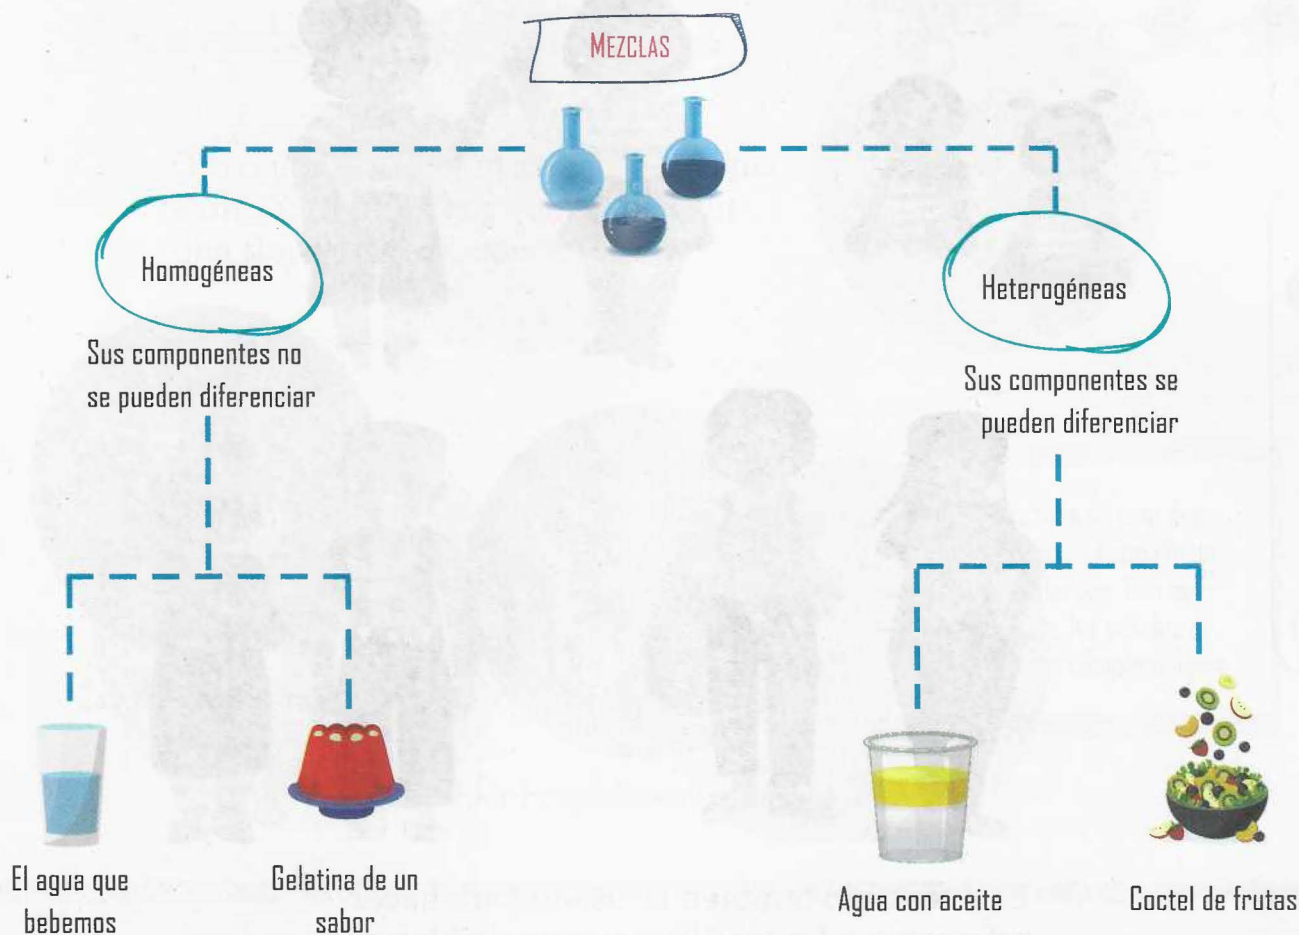 MEZCLAS
Homogéneas
Sus componentes no
se pueden diferenciar
Heterogéneas
Sus componentes se
pueden diferenciar
El agua que
bebemos
Gelatina de un
sabor
Agua con aceite
Coctel de frutas